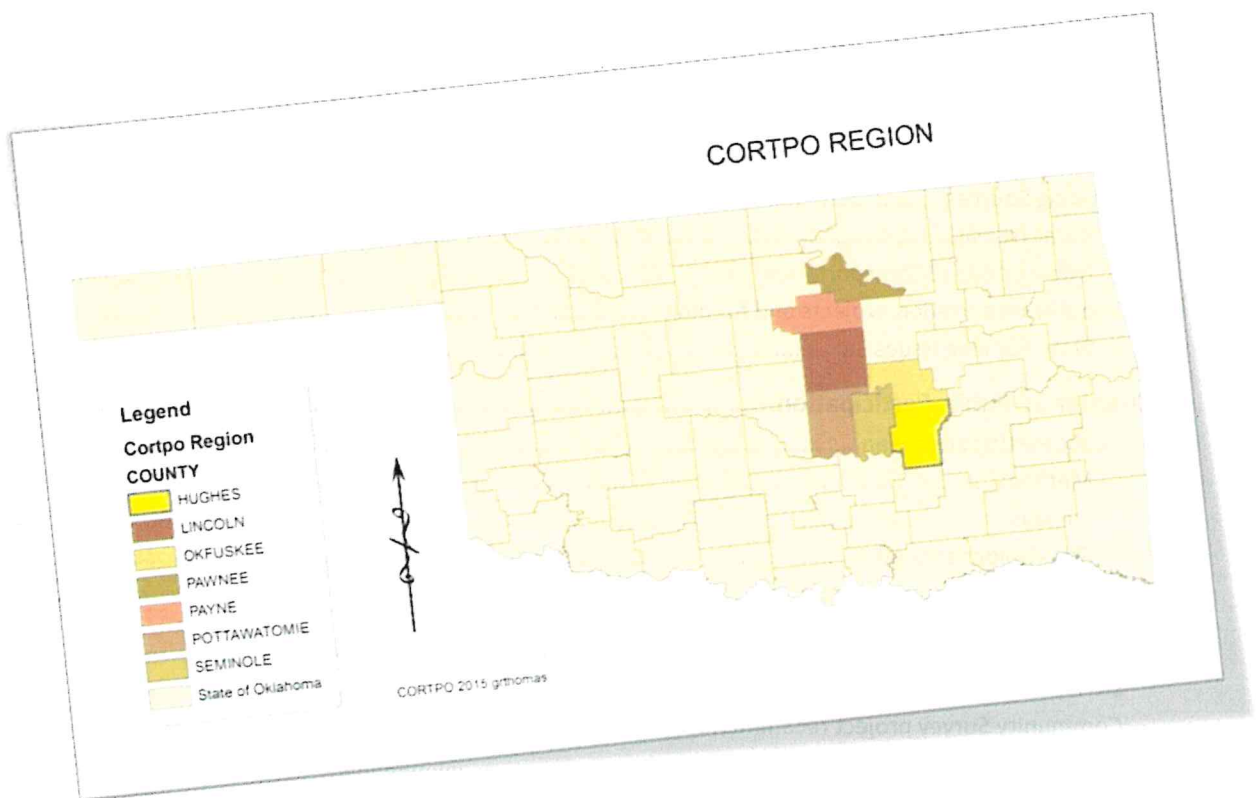 CORTPO REGION
Legend
Cortpo Region
COUNTY
HUGHES
LINCOLN
OKFUSKEE
PAWNEE
PAYNE
POTTAWATOMIE
SEMINOLE
State of Oklahoma
CORTPO 2015 grthomas